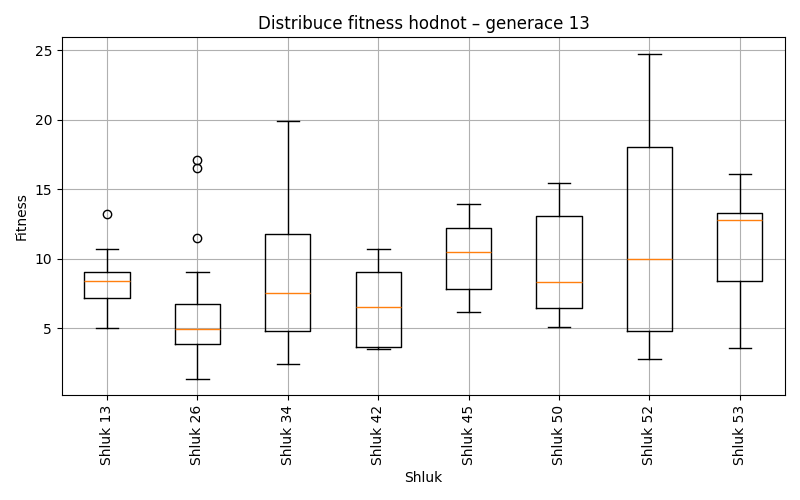 Distribuce fitness hodnot – generace 13
Fitness
25
20
15
10
5
Shluk 13
Shluk 26
Shluk 34
Shluk 42
Shluk 45
Shluk 50
Shluk 52
Shluk 53
Shluk